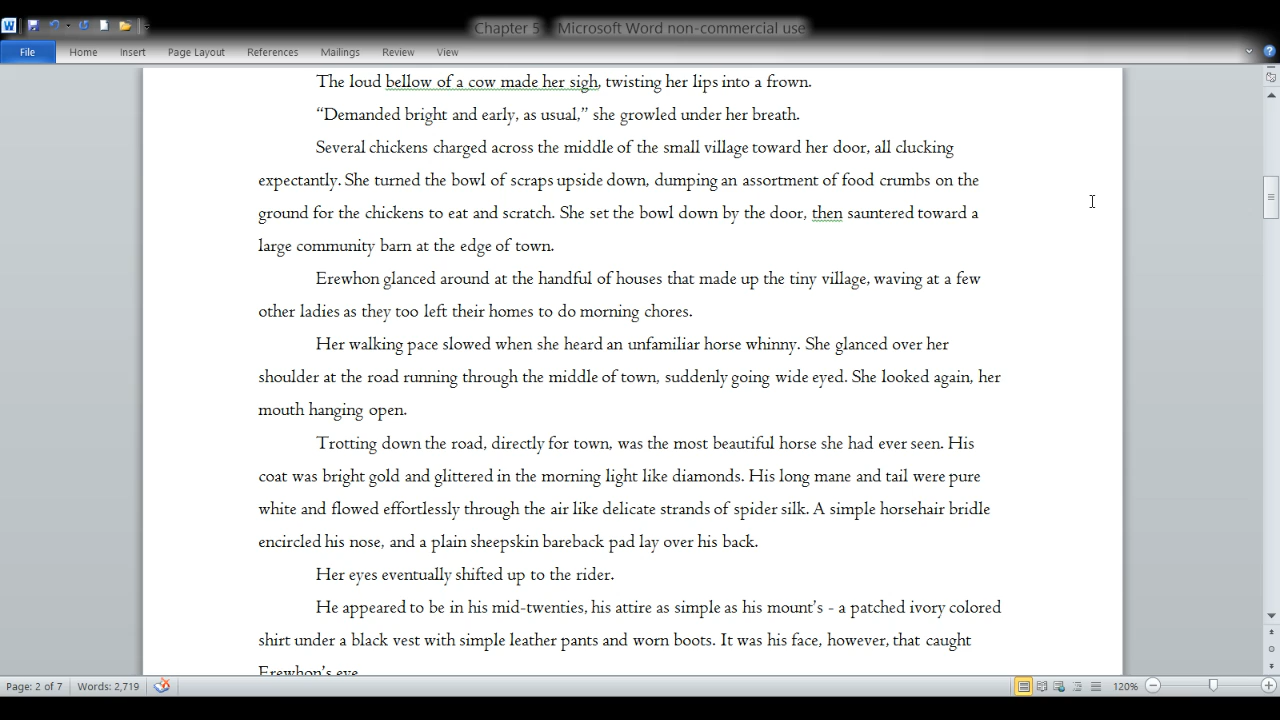 Chapter 5 Microsoft Word non-commercial use
File Home Insert Page Layout References Mailings Review View
The loud bellow of a cow made her sigh, twisting her lips into a frown.
“Demanded bright and early, as usual,” she growled under her breath.
Several chickens charged across the middle of the small village toward her door, all clucking
expectantly. She turned the bowl of scraps upside down, dumping an assortment of food crumbs on the
ground for the chickens to eat and scratch. She set the bowl down by the door, then sauntered toward a
large community barn at the edge of town.
Erewhon glanced around at the handful of houses that made up the tiny village, waving at a few
other ladies as they too left their homes to do morning chores.
Her walking pace slowed when she heard an unfamiliar horse whinny. She glanced over her
shoulder at the road running through the middle of town, suddenly going wide eyed. She looked again, her
mouth hanging open.
Trotting down the road, directly for town, was the most beautiful horse she had ever seen. His
coat was bright gold and glittered in the morning light like diamonds. His long mane and tail were pure
white and flowed effortlessly through the air like delicate strands of spider silk. A simple horsehair bridle
encircled his nose, and a plain sheepskin bareback pad lay over his back.
Her eyes eventually shifted up to the rider.
He appeared to be in his mid-twenties, his attire as simple as his mount’s - a patched ivory colored
shirt under a black vest with simple leather pants and worn boots. It was his face, however, that caught
Erewhon’s eye
Page: 2 of 7 Words: 2,719 120%